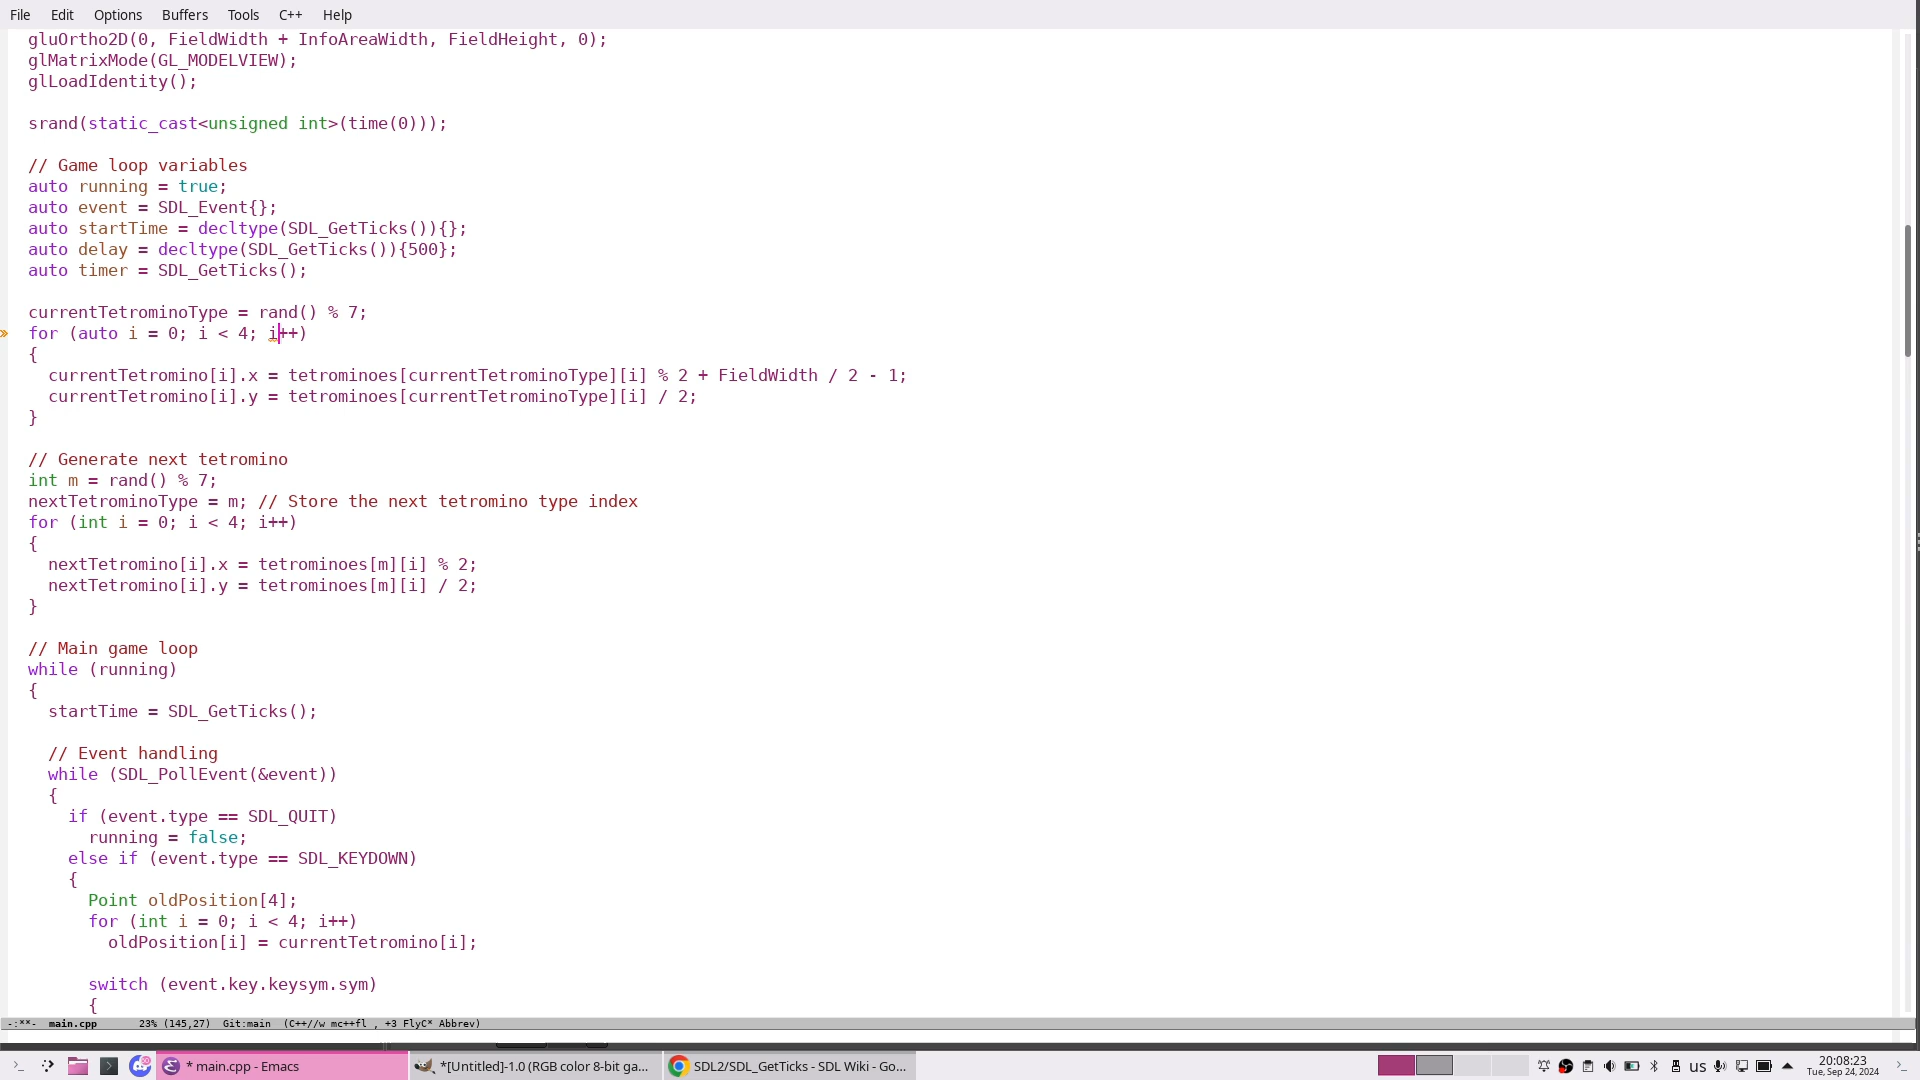 File Edit Options Buffers Tools C++ Help
gluOrtho2D(0, FieldWidth + InfoAreaWidth, FieldHeight, 0);
glMatrixMode(GL_MODELVIEW);
glLoadIdentity();
srand(static_cast<unsigned int>(time(0)));
// Game loop variables
auto running = true;
auto event = SDL_Event{};
auto startTime = decltype(SDL_GetTicks()){};
auto delay = decltype(SDL_GetTicks()){500};
auto timer = SDL_GetTicks();
currentTetrominoType = rand() % 7;
for (auto i = 0; i < 4; i++)
{
currentTetromino[i].x = tetrominoes[currentTetrominoType][i] % 2 + FieldWidth / 2 - 1;
currentTetromino[i].y = tetrominoes[currentTetrominoType][i] / 2;
}
// Generate next tetromino
int m = rand() % 7;
nextTetrominoType = m; // Store the next tetromino type index
for (int i = 0; i < 4; i++)
{
nextTetromino[i].x = tetrominoes[m][i] % 2;
nextTetromino[i].y = tetrominoes[m][i] / 2;
}
// Main game loop
while (running)
{
startTime = SDL_GetTicks();
// Event handling
while (SDL_PollEvent(&event))
{
if (event.type == SDL_QUIT)
running = false;
else if (event.type == SDL_KEYDOWN)
{
Point oldPosition[4];
for (int i = 0; i < 4; i++)
oldPosition[i] = currentTetromino[i];
switch (event.key.keysym.sym)
{
-:**- main.cpp 23% (145,27) Git:main (C++//w mc++fl , +3 FlyC* Abbrev)
* main.cpp - Emacs
*[Untitled]-1.0 (RGB color 8-bit ga...
SDL2/SDL_GetTicks - SDL Wiki - Go...
us
20:08:23
Tue, Sep 24, 2024